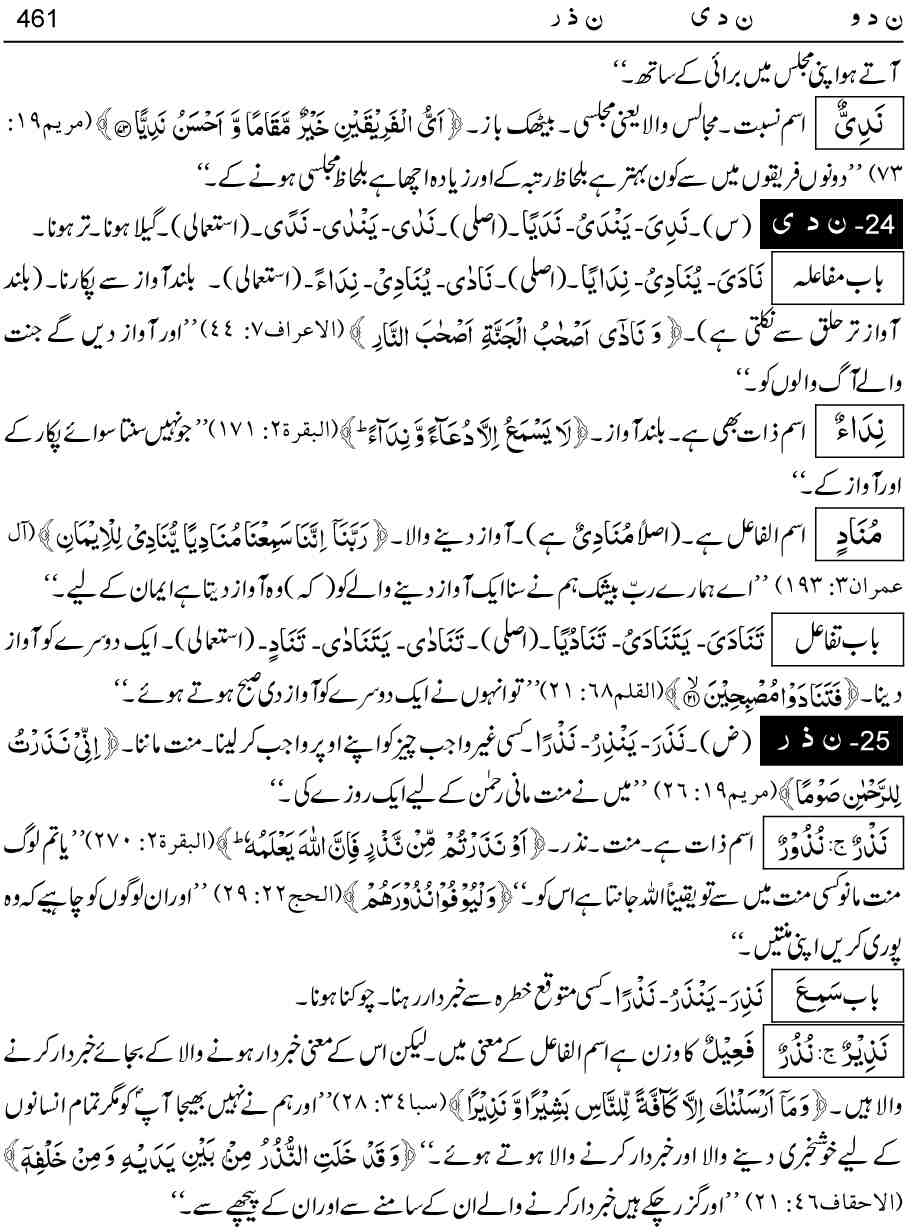 ن د و   ن د ی   ن ذ ر   461
آتے ہو اپنی مجلس میں برائی کے ساتھ۔‘‘
نَدِیٌّ اسم نسبت۔ مجالس والا یعنی مجلسی۔ بیٹھک باز۔ ﴿اَیُّ الْفَرِیْقَیْنِ خَیْرٌ مَّقَامًا وَّ اَحْسَنُ نَدِیًّا ﴿۷۳﴾﴾ (مریم۱۹:
۷۳) ’’دونوں فریقوں میں سے کون بہتر ہے بلحاظ رتبہ کے اور زیادہ اچھا ہے بلحاظ مجلسی ہونے کے۔‘‘
24- ن د ی (س)۔ نَدِیَ- یَنْدَیُ- نَدَیًا۔ (اصلی)۔ نَدٰی- یَنْدٰی- نَدًی۔ (استعمالی)۔ گیلا ہونا۔ تر ہونا۔
باب مفاعلہ نَادَیَ- یُنَادِیُ- نِدَایًا۔ (اصلی)۔ نَادٰی- یُنَادِیْ- نِدَاءً۔ (استعمالی)۔ بلند آواز سے پکارنا۔ (بلند
آواز تر حلق سے نکلتی ہے)۔ ﴿وَ نَادٰۤی اَصْحٰبُ الْجَنَّةِ اَصْحٰبَ النَّارِ﴾ (الاعراف۷: ۴۴) ’’اور آواز دیں گے جنت
والے آگ والوں کو۔‘‘
نِدَاءٌ اسم ذات بھی ہے۔ بلند آواز۔ ﴿لَا یَسْمَعُ اِلَّا دُعَآءً وَّ نِدَآءً ؕ﴾ (البقرۃ۲: ۱۷۱) ’’جو نہیں سنتا سوائے پکار کے
اور آواز کے۔‘‘
مُنَادٍ اسم الفاعل ہے۔ (اصلاً مُنَادِیٌ ہے)۔ آواز دینے والا۔ ﴿رَبَّنَاۤ اِنَّنَا سَمِعْنَا مُنَادِیًا یُّنَادِیْ لِلْاِیْمَانِ﴾ (آل
عمران۳: ۱۹۳) ’’اے ہمارے ربّ بیشک ہم نے سنا ایک آواز دینے والے کو (کہ) وہ آواز دیتا ہے ایمان کے لیے۔‘‘
باب تفاعل تَنَادَیَ- یَتَنَادَیُ- تَنَادُیًا۔ (اصلی)۔ تَنَادٰی- یَتَنَادٰی- تَنَادٍ- (استعمالی)۔ ایک دوسرے کو آواز
دینا۔ ﴿فَتَنَادَوْا مُصْبِحِیْنَ ۙ﴿۲۱﴾﴾ (القلم۶۸: ۲۱) ’’تو انہوں نے ایک دوسرے کو آواز دی صبح ہوتے ہوئے۔‘‘
25- ن ذ ر (ض)۔ نَذَرَ- یَنْذِرُ- نَذْرًا۔ کسی غیر واجب چیز کو اپنے اوپر واجب کر لینا۔ منت ماننا۔ ﴿اِنِّیْ نَذَرْتُ
لِلرَّحْمٰنِ صَوْمًا﴾ (مریم۱۹: ۲۶) ’’میں نے منت مانی رحمٰن کے لیے ایک روزے کی۔‘‘
نَذْرٌ ج: نُذُوْرٌ اسم ذات ہے۔ منت۔ نذر۔ ﴿اَوْ نَذَرْتُمْ مِّنْ نَّذْرٍ فَاِنَّ اللّٰهَ یَعْلَمُهٗ ؕ﴾ (البقرۃ۲: ۲۷۰) ’’یا تم لوگ
منت مانو کسی منت میں سے تو یقیناً اللہ جانتا ہے اس کو۔‘‘ ﴿وَلْیُوْفُوْا نُذُوْرَهُمْ﴾ (الحج۲۲: ۲۹) ’’اور ان لوگوں کو چاہیے کہ وہ
پوری کریں اپنی منتیں۔‘‘
باب سَمِعَ نَذِرَ- یَنْذَرُ- نَذْرًا۔ کسی متوقع خطرہ سے خبردار رہنا۔ چوکنا ہونا۔
نَذِیْرٌ ج: نُذُرٌ فَعِیْلٌ کا وزن ہے اسم الفاعل کے معنی میں۔ لیکن اس کے معنی خبردار ہونے والا کے بجائے خبردار کرنے
والا ہیں۔ ﴿وَ مَاۤ اَرْسَلْنٰكَ اِلَّا كَآفَّةً لِّلنَّاسِ بَشِیْرًا وَّ نَذِیْرًا﴾ (سبا۳۴: ۲۸) ’’اور ہم نے نہیں بھیجا آپؐ کو مگر تمام انسانوں
کے لیے خوشخبری دینے والا اور خبردار کرنے والا ہوتے ہوئے۔‘‘ ﴿وَ قَدْ خَلَتِ النُّذُرُ مِنْۢ بَیْنِ یَدَیْهِ وَ مِنْ خَلْفِهٖۤ﴾
(الاحقاف۴۶: ۲۱) ’’اور گزر چکے ہیں خبردار کرنے والے ان کے سامنے سے اور ان کے پیچھے سے۔‘‘